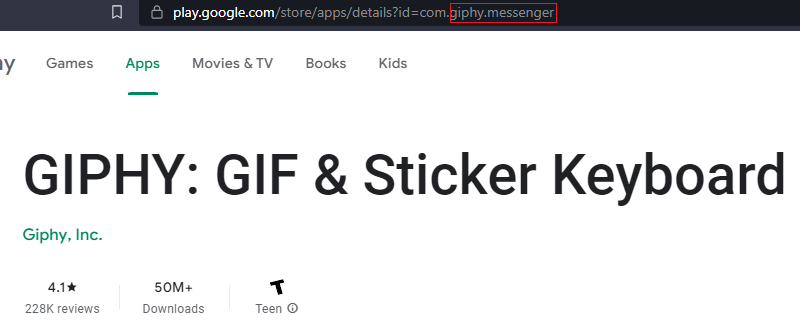 play.google.com/store/apps/details?id=com.giphy.messenger
Games Apps Movies & TV Books Kids
GIPHY: GIF & Sticker Keyboard
Giphy, Inc.
4.1★ 50M+ T
228K reviews Downloads Teen